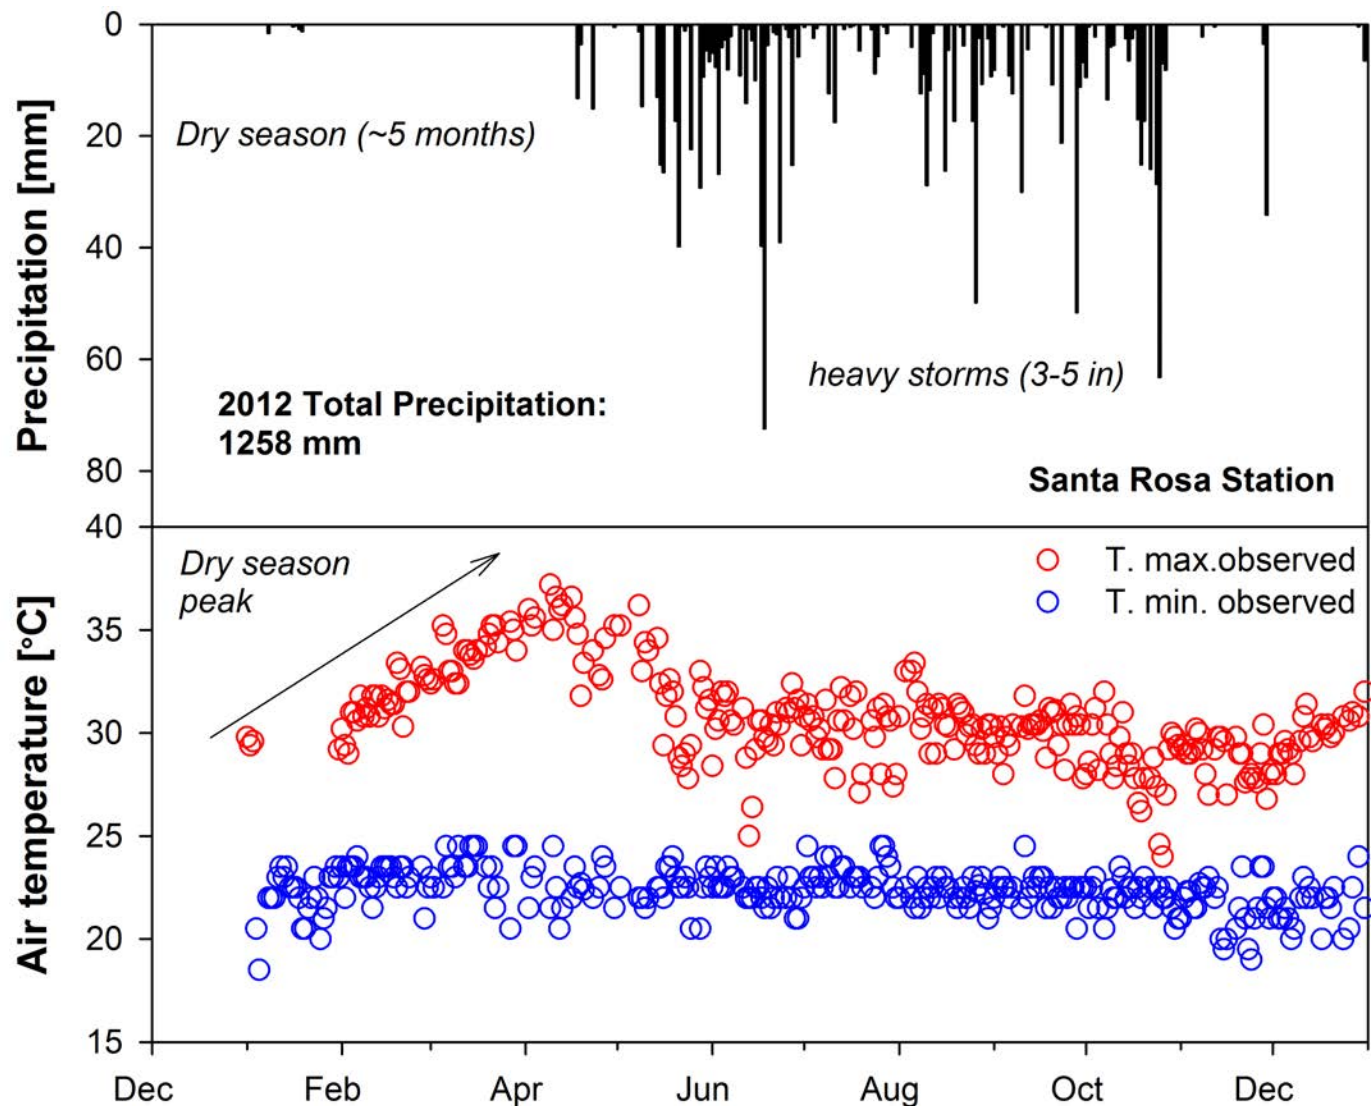 0
20
40
60
80
Precipitation [mm]
Dry season (~5 months)
heavy storms (3-5 in)
2012 Total Precipitation:
1258 mm
Santa Rosa Station
40
35
30
25
20
15
Air temperature [°C]
Dry season
peak
T. max.observed
T. min. observed
Dec Feb Apr Jun Aug Oct Dec